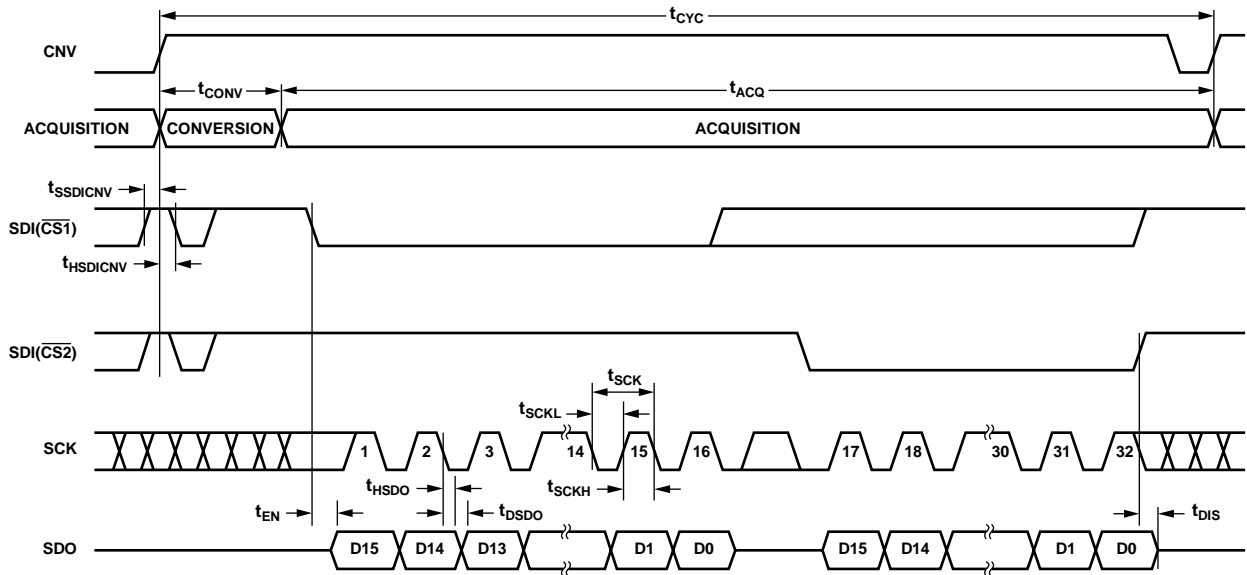 tCYC
CNV
tCONV
tACQ
ACQUISITION CONVERSION ACQUISITION
tSSDICNV
SDI(CS1)
tHSDICNV
SDI(CS2)
tSCK
tSCKL
SCK 1 2 3 14 15 16 17 18 30 31 32
tHSDO
tSCKH
tEN
tDSDO
tDIS
SDO D15 D14 D13 D1 D0 D15 D14 D1 D0